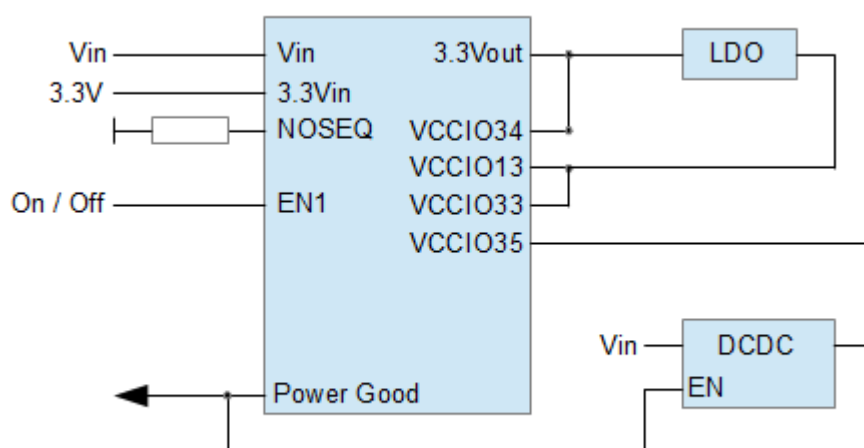 Vin Vin 3.3Vout LDO
3.3V 3.3Vin
NOSEQ VCCIO34
VCCIO13
On / Off EN1 VCCIO33
VCCIO35
Vin DCDC
EN
Power Good